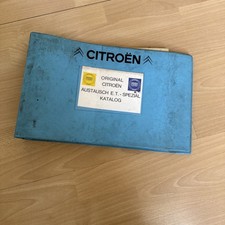 CITROËN
ORIGINAL
CITROËN
AUSTAUSCH E.T.-SPEZIAL
KATALOG